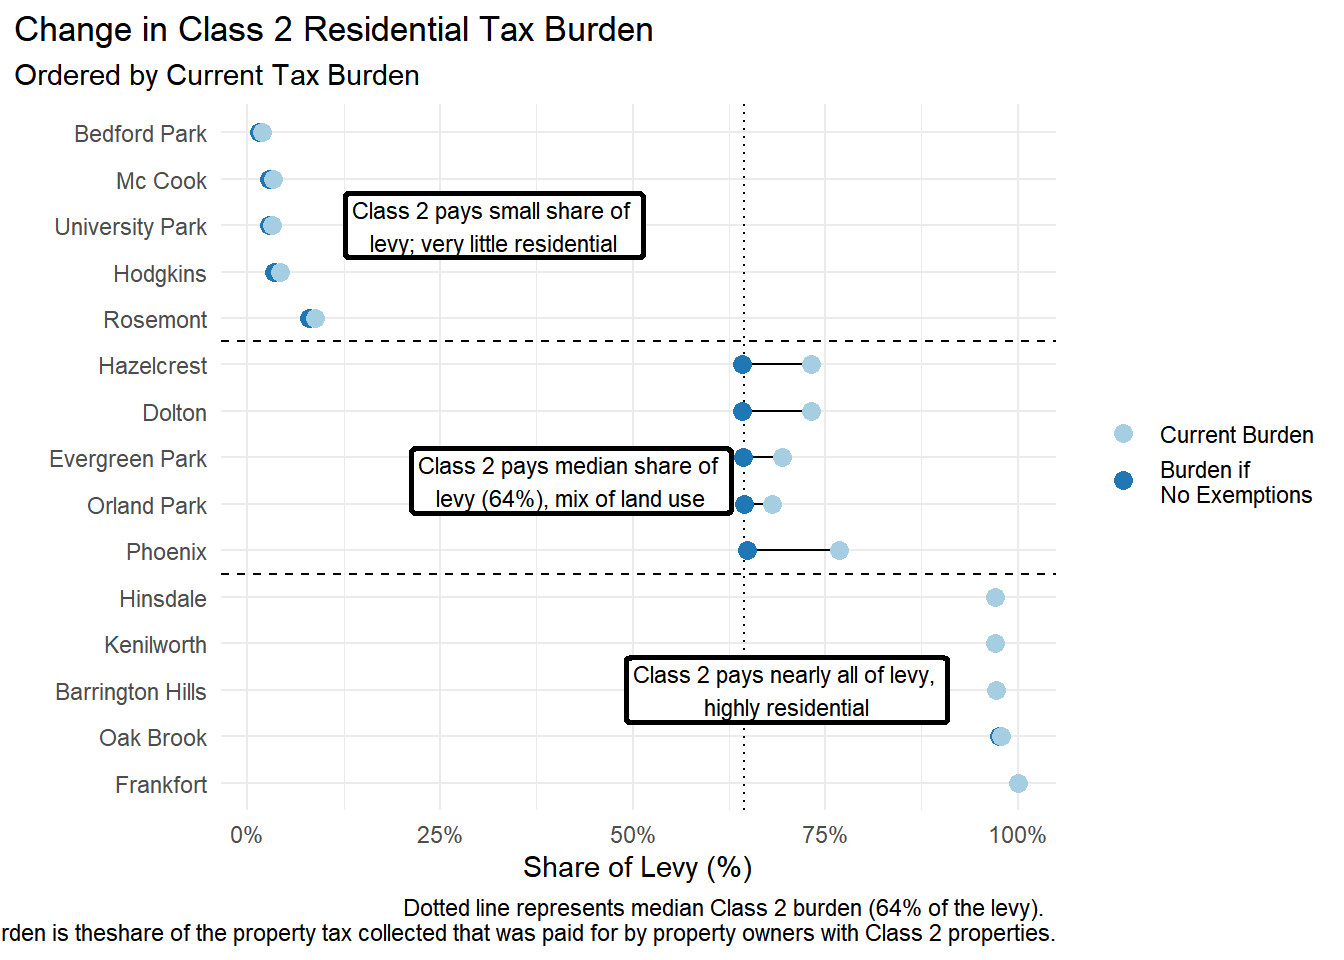 Change in Class 2 Residential Tax Burden
Ordered by Current Tax Burden
Bedford Park
Mc Cook
University Park
Hodgkins
Rosemont
Hazelcrest
Dolton
Evergreen Park
Orland Park
Phoenix
Hinsdale
Kenilworth
Barrington Hills
Oak Brook
Frankfort
Class 2 pays small share of
levy; very little residential
Class 2 pays median share of
levy (64%), mix of land use
Class 2 pays nearly all of levy,
highly residential
Current Burden
Burden if
No Exemptions
0%
25%
50%
75%
100%
Share of Levy (%)
Dotted line represents median Class 2 burden (64% of the levy).
rden is theshare of the property tax collected that was paid for by property owners with Class 2 properties.